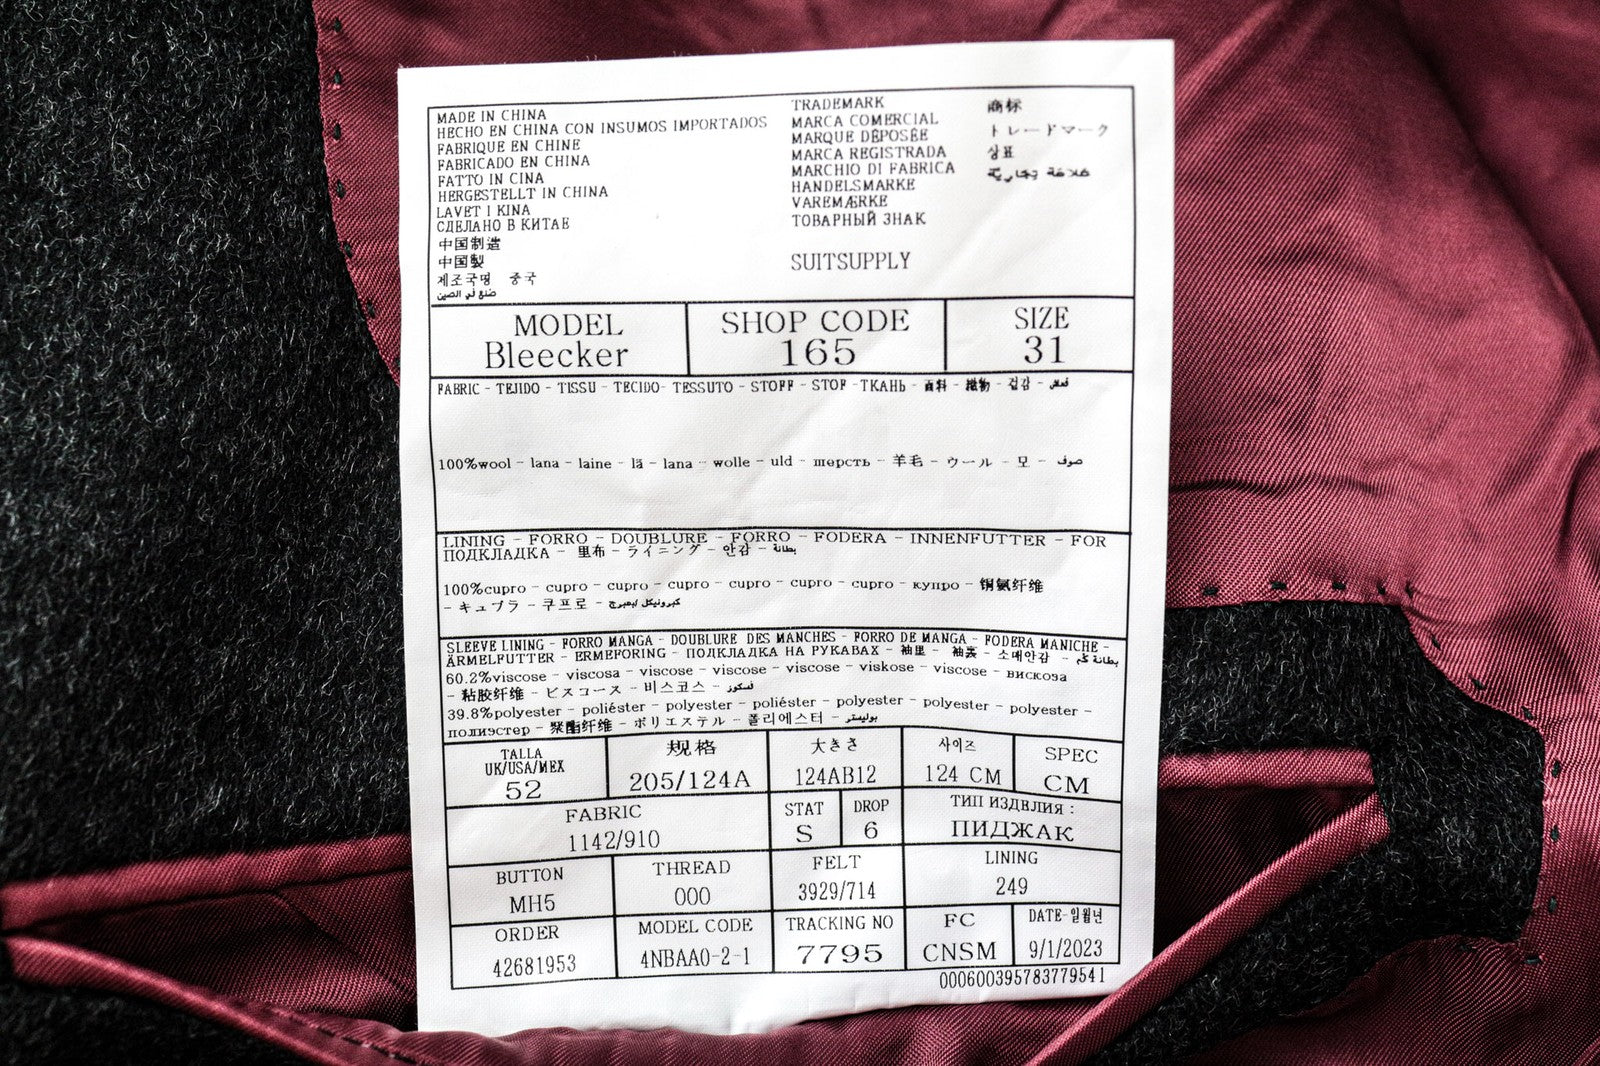 MADE IN CHINA
HECHO EN CHINA CON INSUMOS IMPORTADOS
FABRIQUE EN CHINE
FABRICADO EN CHINA
FATTO IN CINA
HERGESTELLT IN CHINA
LAVET I KINA
СДЕЛАНО В КИТАЕ
中国制造
中国製
제조국명 중국
صنع في الصين
TRADEMARK
MARCA COMERCIAL
MARQUE DÉPOSÉE
MARCA REGISTRADA
MARCHIO DI FABRICA
HANDELSMARKE
VAREMÆRKE
ТОВАРНЫЙ ЗНАК
商标
トレードマーク
상표
علامة تجارية
SUITSUPPLY
MODEL
Bleecker
SHOP CODE
165
SIZE
31
FABRIC - TEJIDO - TISSU - TECIDO- TESSUTO - STOFF - STOF -ТКАНЬ - 面料 - 織物 - 겉감 - قماش
100%wool - lana - laine - lã - lana - wolle - uld - шерсть - 羊毛 - ウール - 모 - صوف
LINING - FORRO - DOUBLURE - FORRO - FODERA - INNENFUTTER - FOR
ПОДКЛАДКА - 里布 - ライニング - 안감 - بطانة
100%cupro - cupro - cupro - cupro - cupro - cupro - cupro - купро - 铜氨纤维
- キュプラ - 쿠프로 -
SLEEVE LINING - FORRO MANGA - DOUBLURE DES MANCHES - FORRO DE MANGA - FODERA MANICHE -
ÄRMELFUTTER - ERMEFORING - ПОДКЛАДКА НА РУКАВАХ - 袖里 - 袖裏 - 소매안감 - بطانة كم
60.2%viscose - viscosa - viscose - viscose - viscose - viskose - viscose - вискоза
- 粘胶纤维 - ビスコース - 비스코스 - فسكوز
39.8%polyester - poliéster - polyester - poliéster - polyester - polyester - polyester -
полиэстер - 聚酯纤维 - ポリエステル - 폴리에스터 - بوليستر
TALLA
UK/USA/MEX
52
规格
205/124A
大きさ
124AB12
사이즈
124 CM
SPEC
CM
FABRIC
1142/910
STAT
S
DROP
6
ТИП ИЗДЕЛИЯ :
ПИДЖАК
BUTTON
MH5
THREAD
000
FELT
3929/714
LINING
249
ORDER
42681953
MODEL CODE
4NBAA0-2-1
TRACKING NO
7795
FC
CNSM
DATE-일월년
9/1/2023
000600395783779541